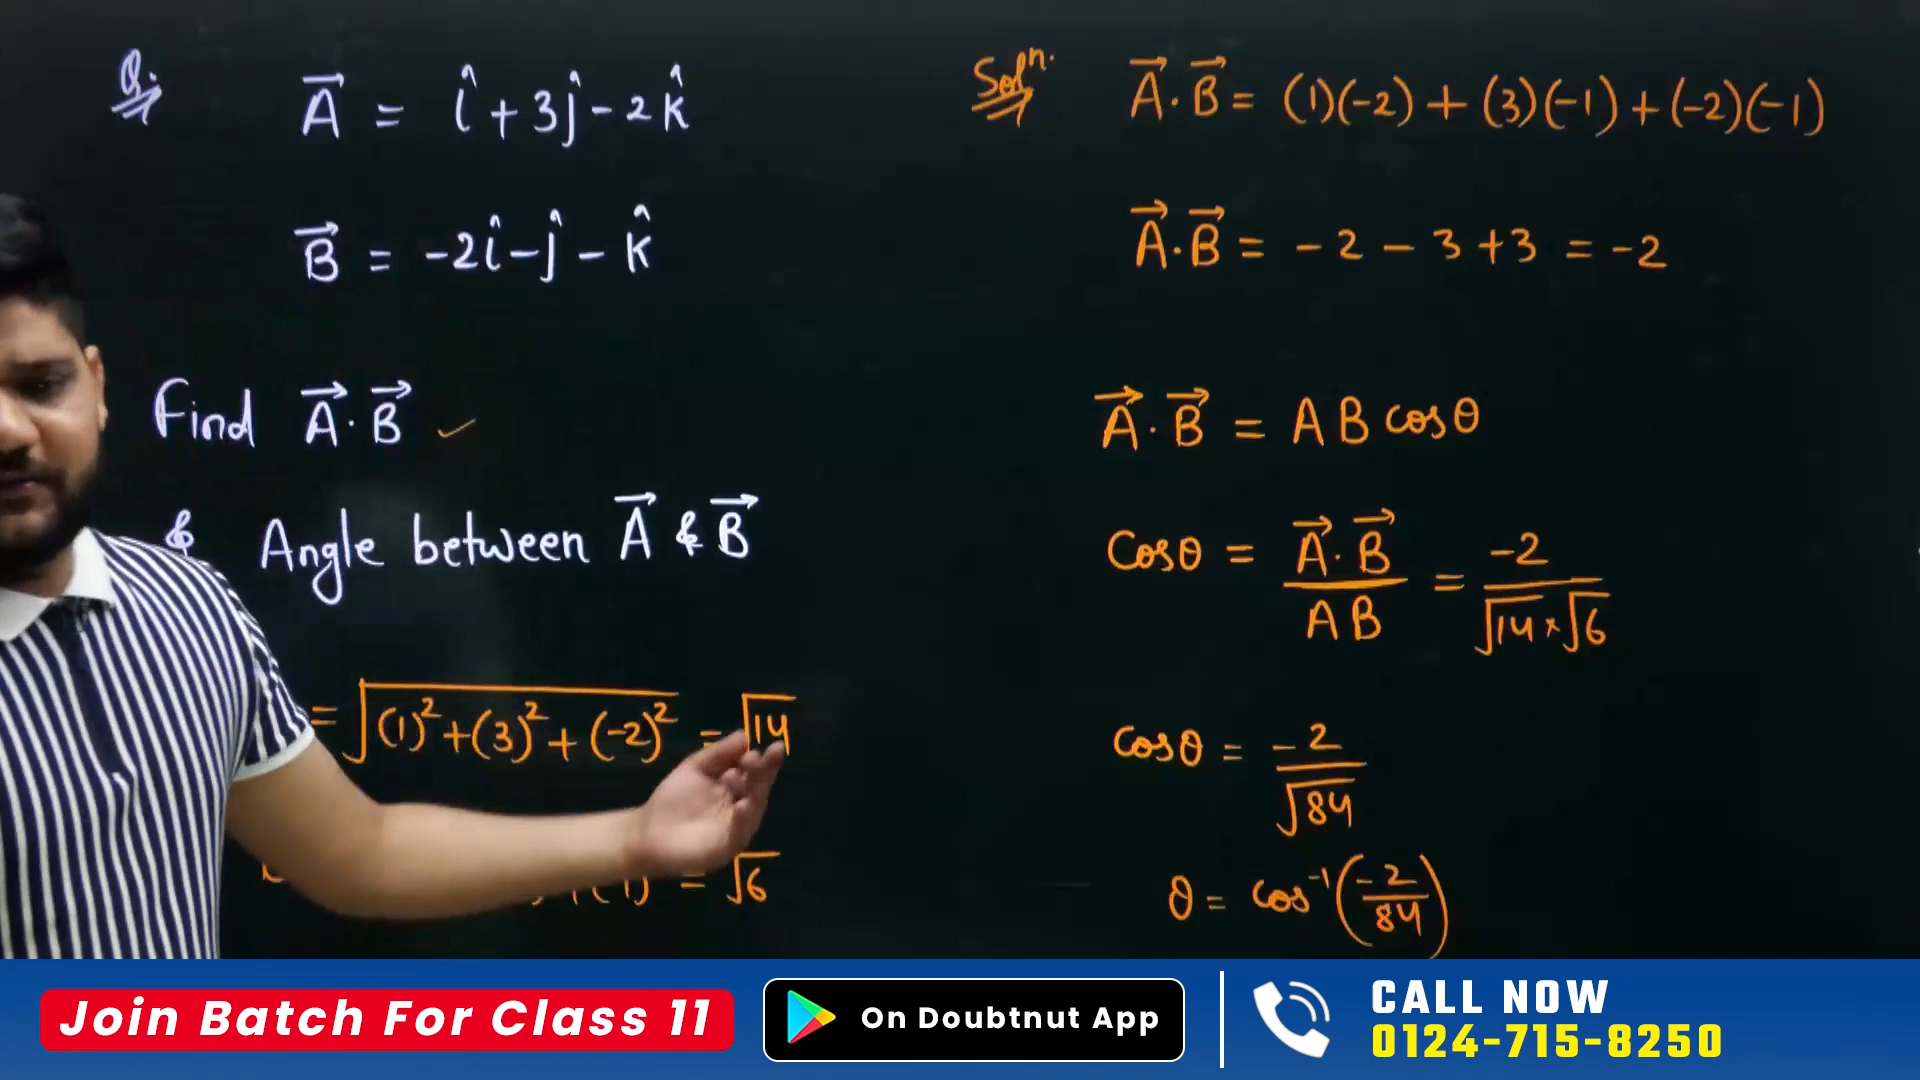 Q.
A⃗ = î + 3ĵ - 2k̂
B⃗ = -2î - ĵ - k̂
Find A⃗ . B⃗ ✓
& Angle between A⃗ & B⃗
= √((1)² + (3)² + (-2)²) = √14
= √6
Solⁿ.
A⃗ . B⃗ = (1)(-2) + (3)(-1) + (-2)(-1)
A⃗ . B⃗ = -2 - 3 + 3 = -2
A⃗ . B⃗ = A B cosθ
Cosθ = A⃗ . B⃗ / A B = -2 / √14 × √6
cosθ = -2 / √84
θ = cos⁻¹(-2 / 84)
Join Batch For Class 11
On Doubtnut App
CALL NOW
0124-715-8250